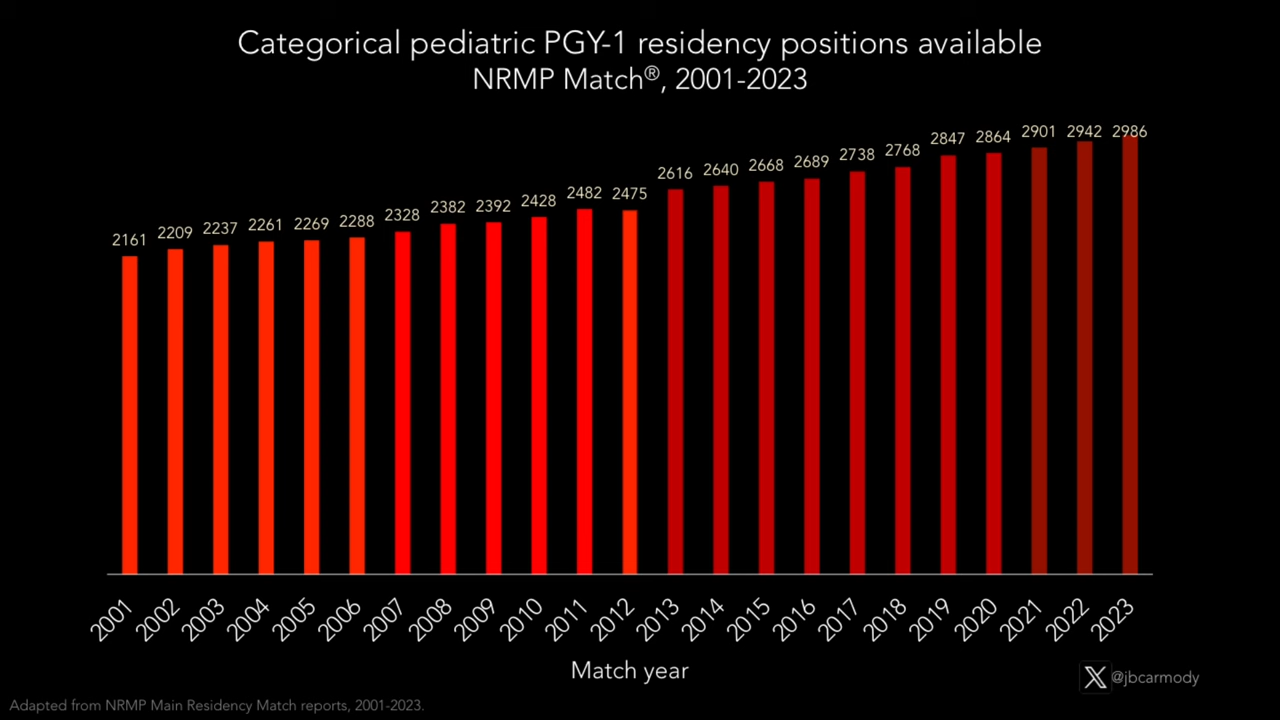 Categorical pediatric PGY-1 residency positions available
NRMP Match®, 2001-2023
2161 2209 2237 2261 2269 2288 2328 2382 2392 2428 2482 2475 2616 2640 2668 2689 2738 2768 2847 2864 2901 2942 2986
2001 2002 2003 2004 2005 2006 2007 2008 2009 2010 2011 2012 2013 2014 2015 2016 2017 2018 2019 2020 2021 2022 2023
Match year
X @jbcarmody
Adapted from NRMP Main Residency Match reports, 2001-2023.